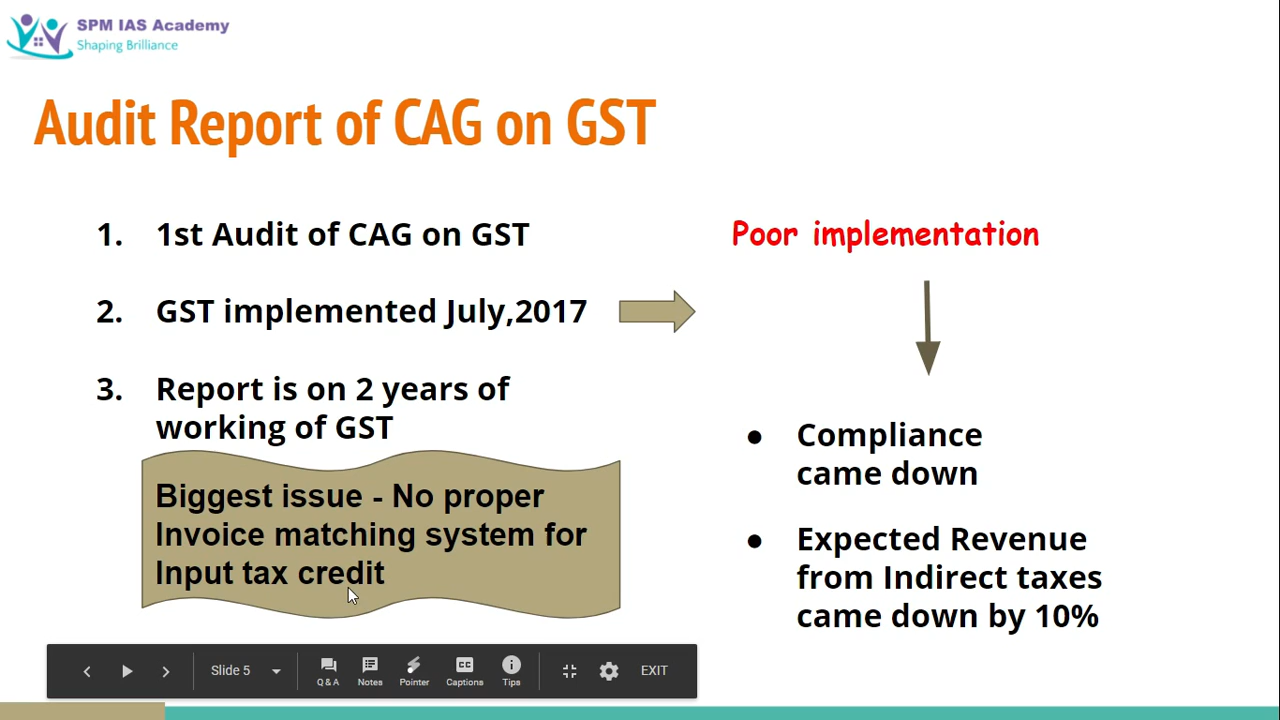 SPM IAS Academy
Shaping Brilliance
Audit Report of CAG on GST
1. 1st Audit of CAG on GST
2. GST implemented July,2017
3. Report is on 2 years of
working of GST
Biggest issue - No proper
Invoice matching system for
Input tax credit
Poor implementation
● Compliance
came down
● Expected Revenue
from Indirect taxes
came down by 10%
Slide 5
Q & A
Notes
Pointer
CC
Captions
Tips
EXIT